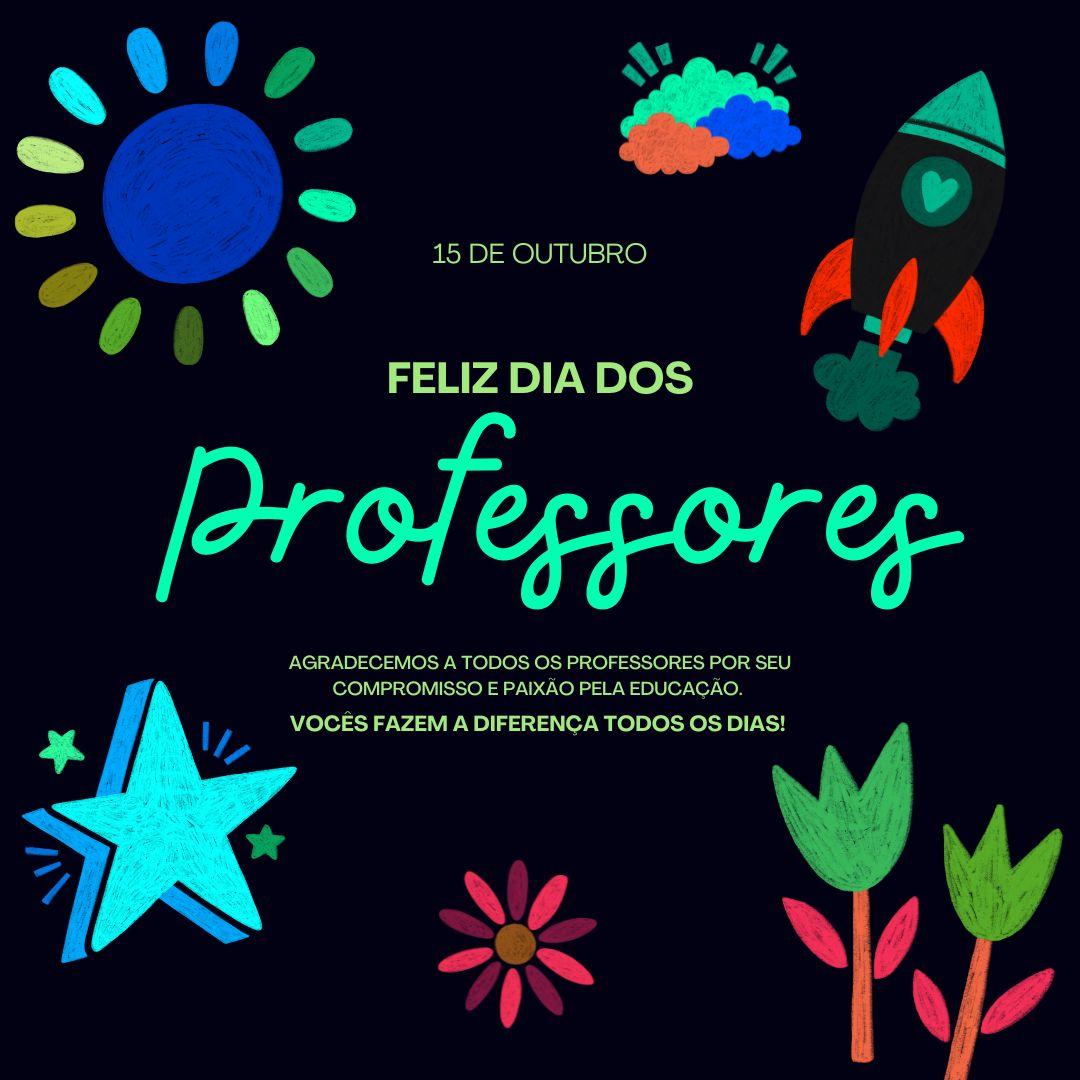 15 DE OUTUBRO
FELIZ DIA DOS
Professores
AGRADECEMOS A TODOS OS PROFESSORES POR SEU
COMPROMISSO E PAIXÃO PELA EDUCAÇÃO.
VOCÊS FAZEM A DIFERENÇA TODOS OS DIAS!